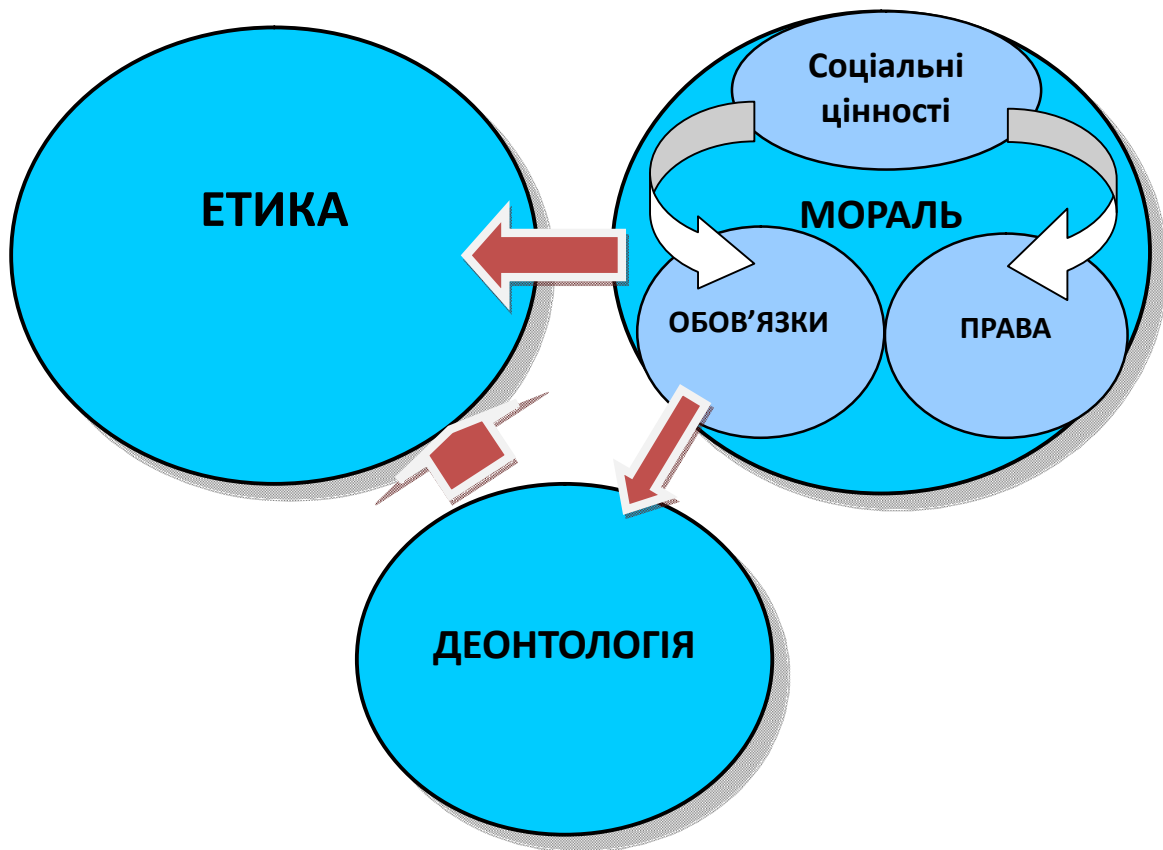 ЕТИКА
Соціальні
цінності
МОРАЛЬ
ОБОВ’ЯЗКИ
ПРАВА
ДЕОНТОЛОГІЯ